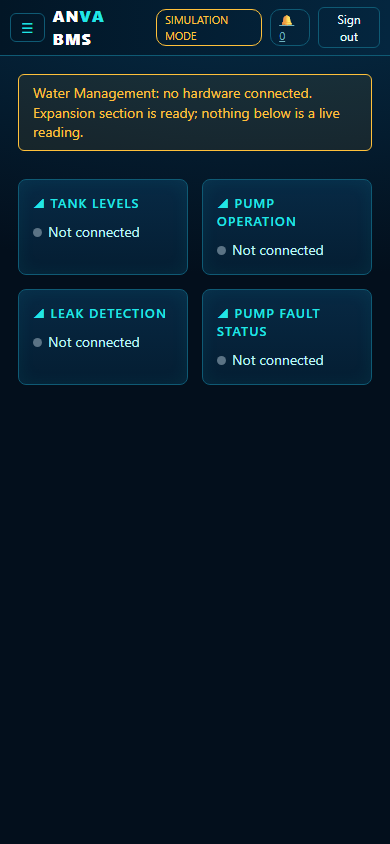 ☰
ANVA
BMS
SIMULATION
MODE
🔔
0
Sign
out
Water Management: no hardware connected.
Expansion section is ready; nothing below is a live
reading.
◢ TANK LEVELS
Not connected
◢ PUMP
OPERATION
Not connected
◢ LEAK DETECTION
Not connected
◢ PUMP FAULT
STATUS
Not connected